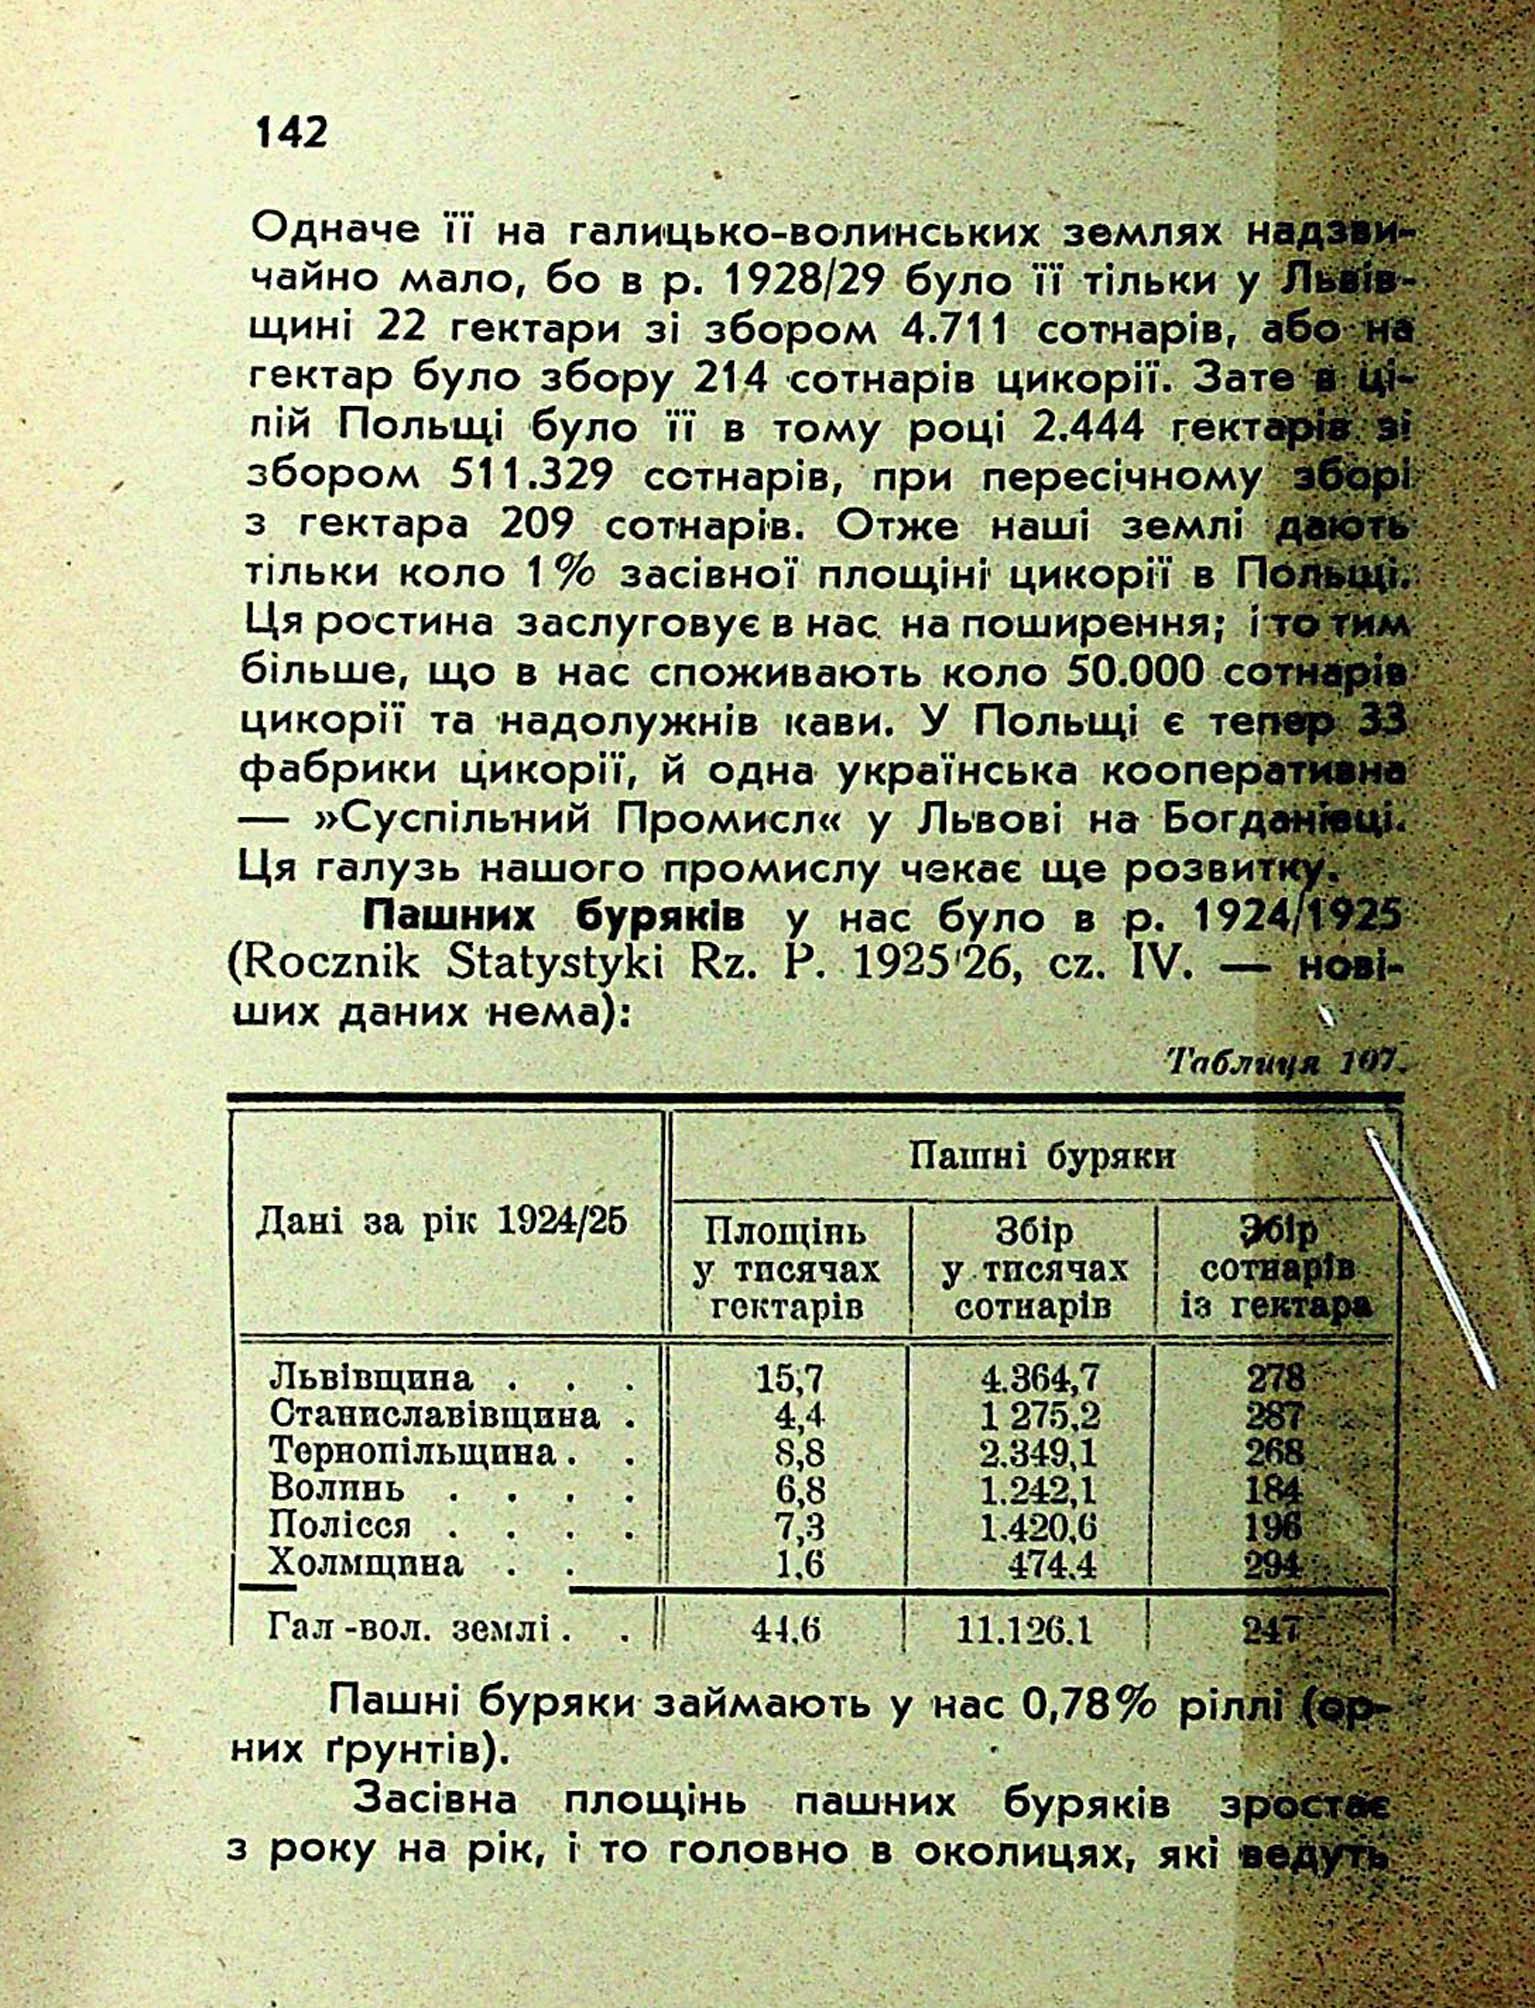 142
Одначе її на галицько-волинських землях надзви-
чайно мало, бо в р. 1928/29 було її тільки у Львів-
щині 22 гектари зі збором 4.711 сотнарів, або на
гектар було збору 214 сотнарів цикорії. Зате в ці-
лій Польщі було її в тому році 2.444 гектарів зі
збором 511.329 сотнарів, при пересічному зборі
з гектара 209 сотнарів. Отже наші землі дають
тільки коло 1% засівної площіні цикорії в Польщі.
Ця ростина заслуговує в нас на поширення; і то тим
більше, що в нас споживають коло 50.000 сотнарів
цикорії та надолужнів кави. У Польщі є тепер 33
фабрики цікорії, й одна українська кооперативна
— »Суспільний Промисл« у Львові на Богданівці.
Ця галузь нашого промислу чекає ще розвитку.
Пашних буряків у нас було в р. 1924/1925
(Rocznik Statystyki Rz. P. 1925/26, cz. IV. — нові-
ших даних нема):
Таблиця 107.
Дані за рік 1924/25
Пашні буряки
Площінь у тисячах гектарів
Збір у тисячах сотнарів
Збір сотнарів із гектара
Львівщина . . . 15,7 4.364,7 278
Станиславівщина . 4,4 1 275,2 287
Тернопільщина . . 8,8 2.349,1 268
Волинь . . . . 6,8 1.242,1 184
Полісся . . . . 7,3 1.420,6 196
Холмщина . . 1,6 474,4 294
Гал -вол. землі . . 44.6 11.126.1 247
Пашні буряки займають у нас 0,78% ріллі (ор-
них ґрунтів).
Засівна площінь пашних буряків зростає
з року на рік, і то головно в околицях, які ведуть